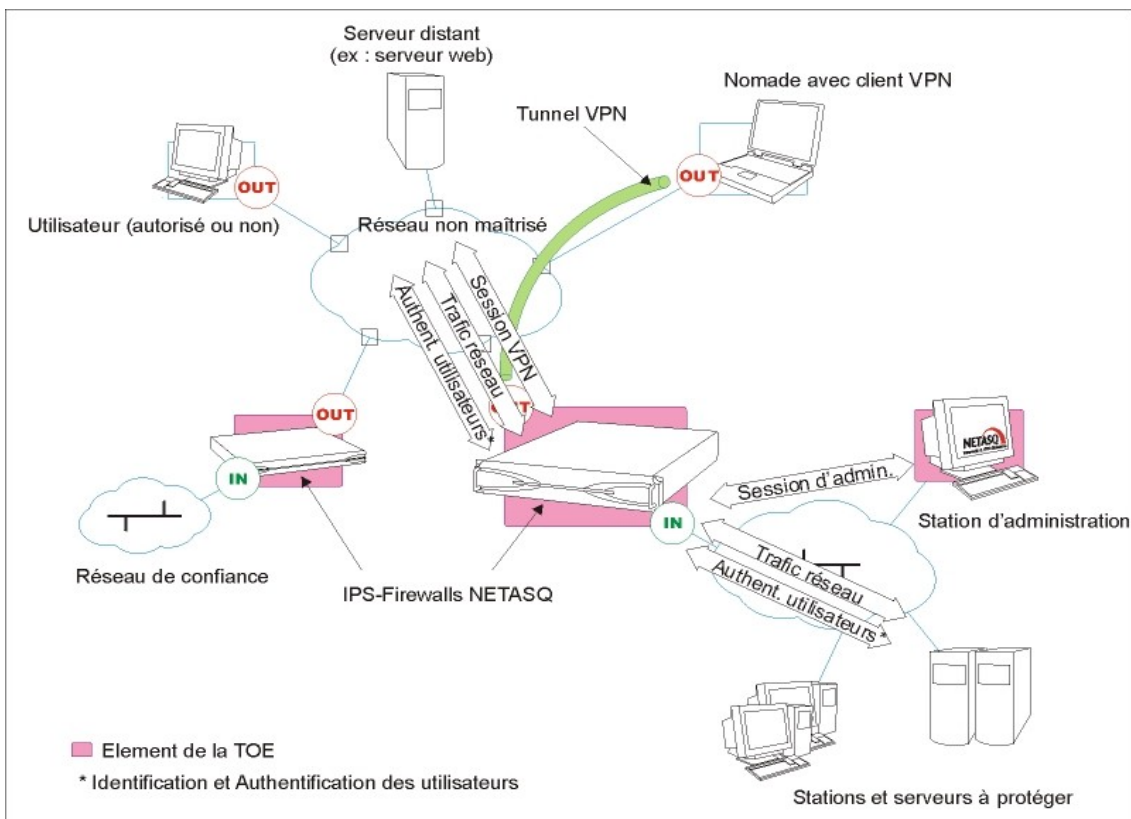 Serveur distant
(ex : serveur web)
Nomade avec client VPN
Tunnel VPN
OUT
OUT
Utilisateur (autorisé ou non)
Réseau non maîtrisé
Session VPN
Trafic réseau
Authent. utilisateurs*
OUT
OUT
IN
NETASQ
Session d'admin.
IN
Station d'administration
Réseau de confiance
IPS-Firewalls NETASQ
Trafic réseau
Authent. utilisateurs*
Element de la TOE
* Identification et Authentification des utilisateurs
Stations et serveurs à protéger